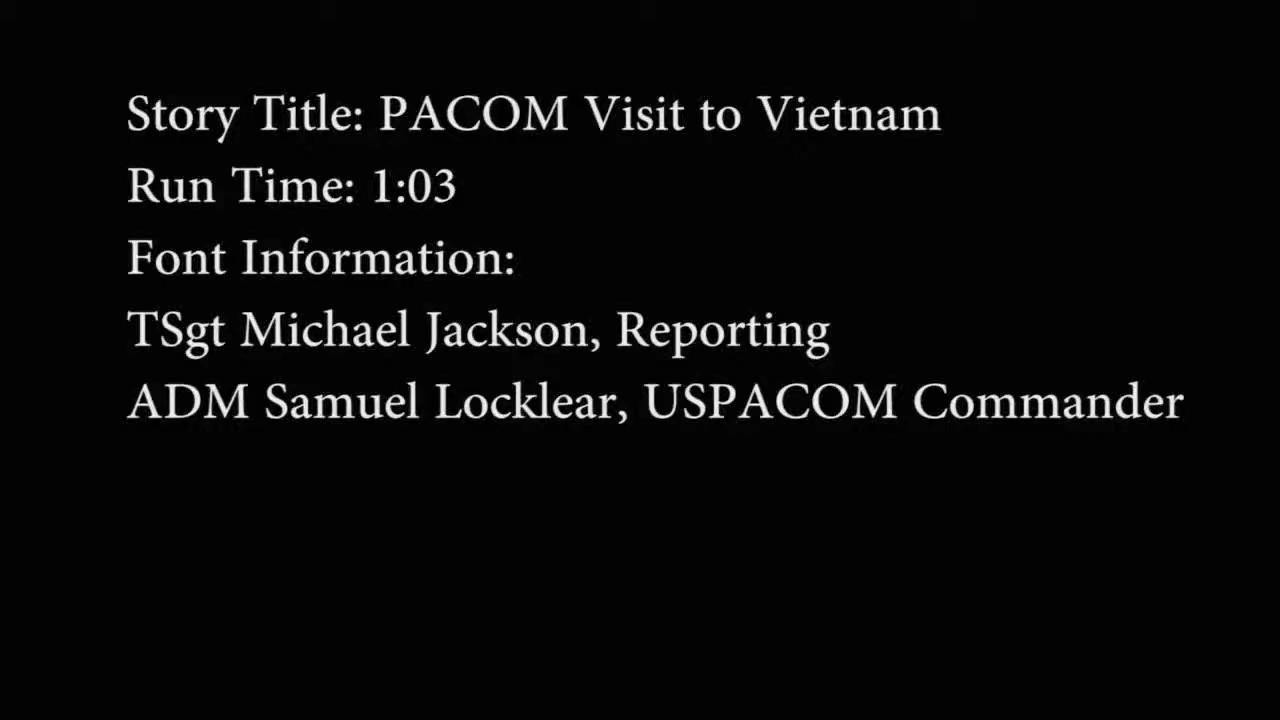 Story Title: PACOM Visit to Vietnam
Run Time: 1:03
Font Information:
TSgt Michael Jackson, Reporting
ADM Samuel Locklear, USPACOM Commander